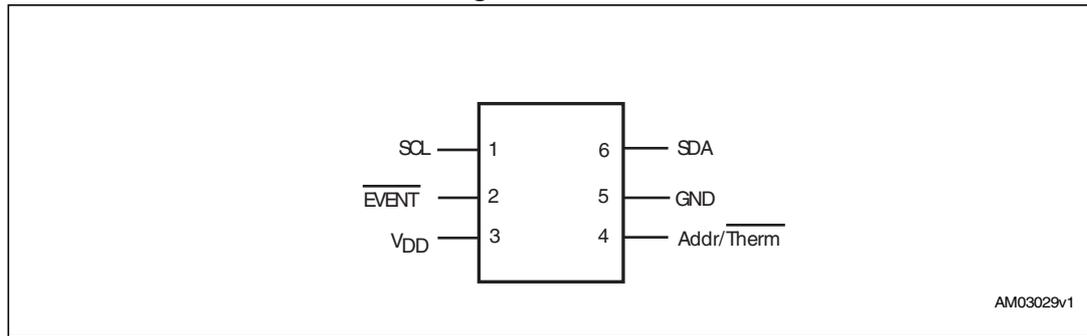 SCL 1 6 SDA
EVENT 2 5 GND
VDD 3 4 Addr/Therm
AM03029v1